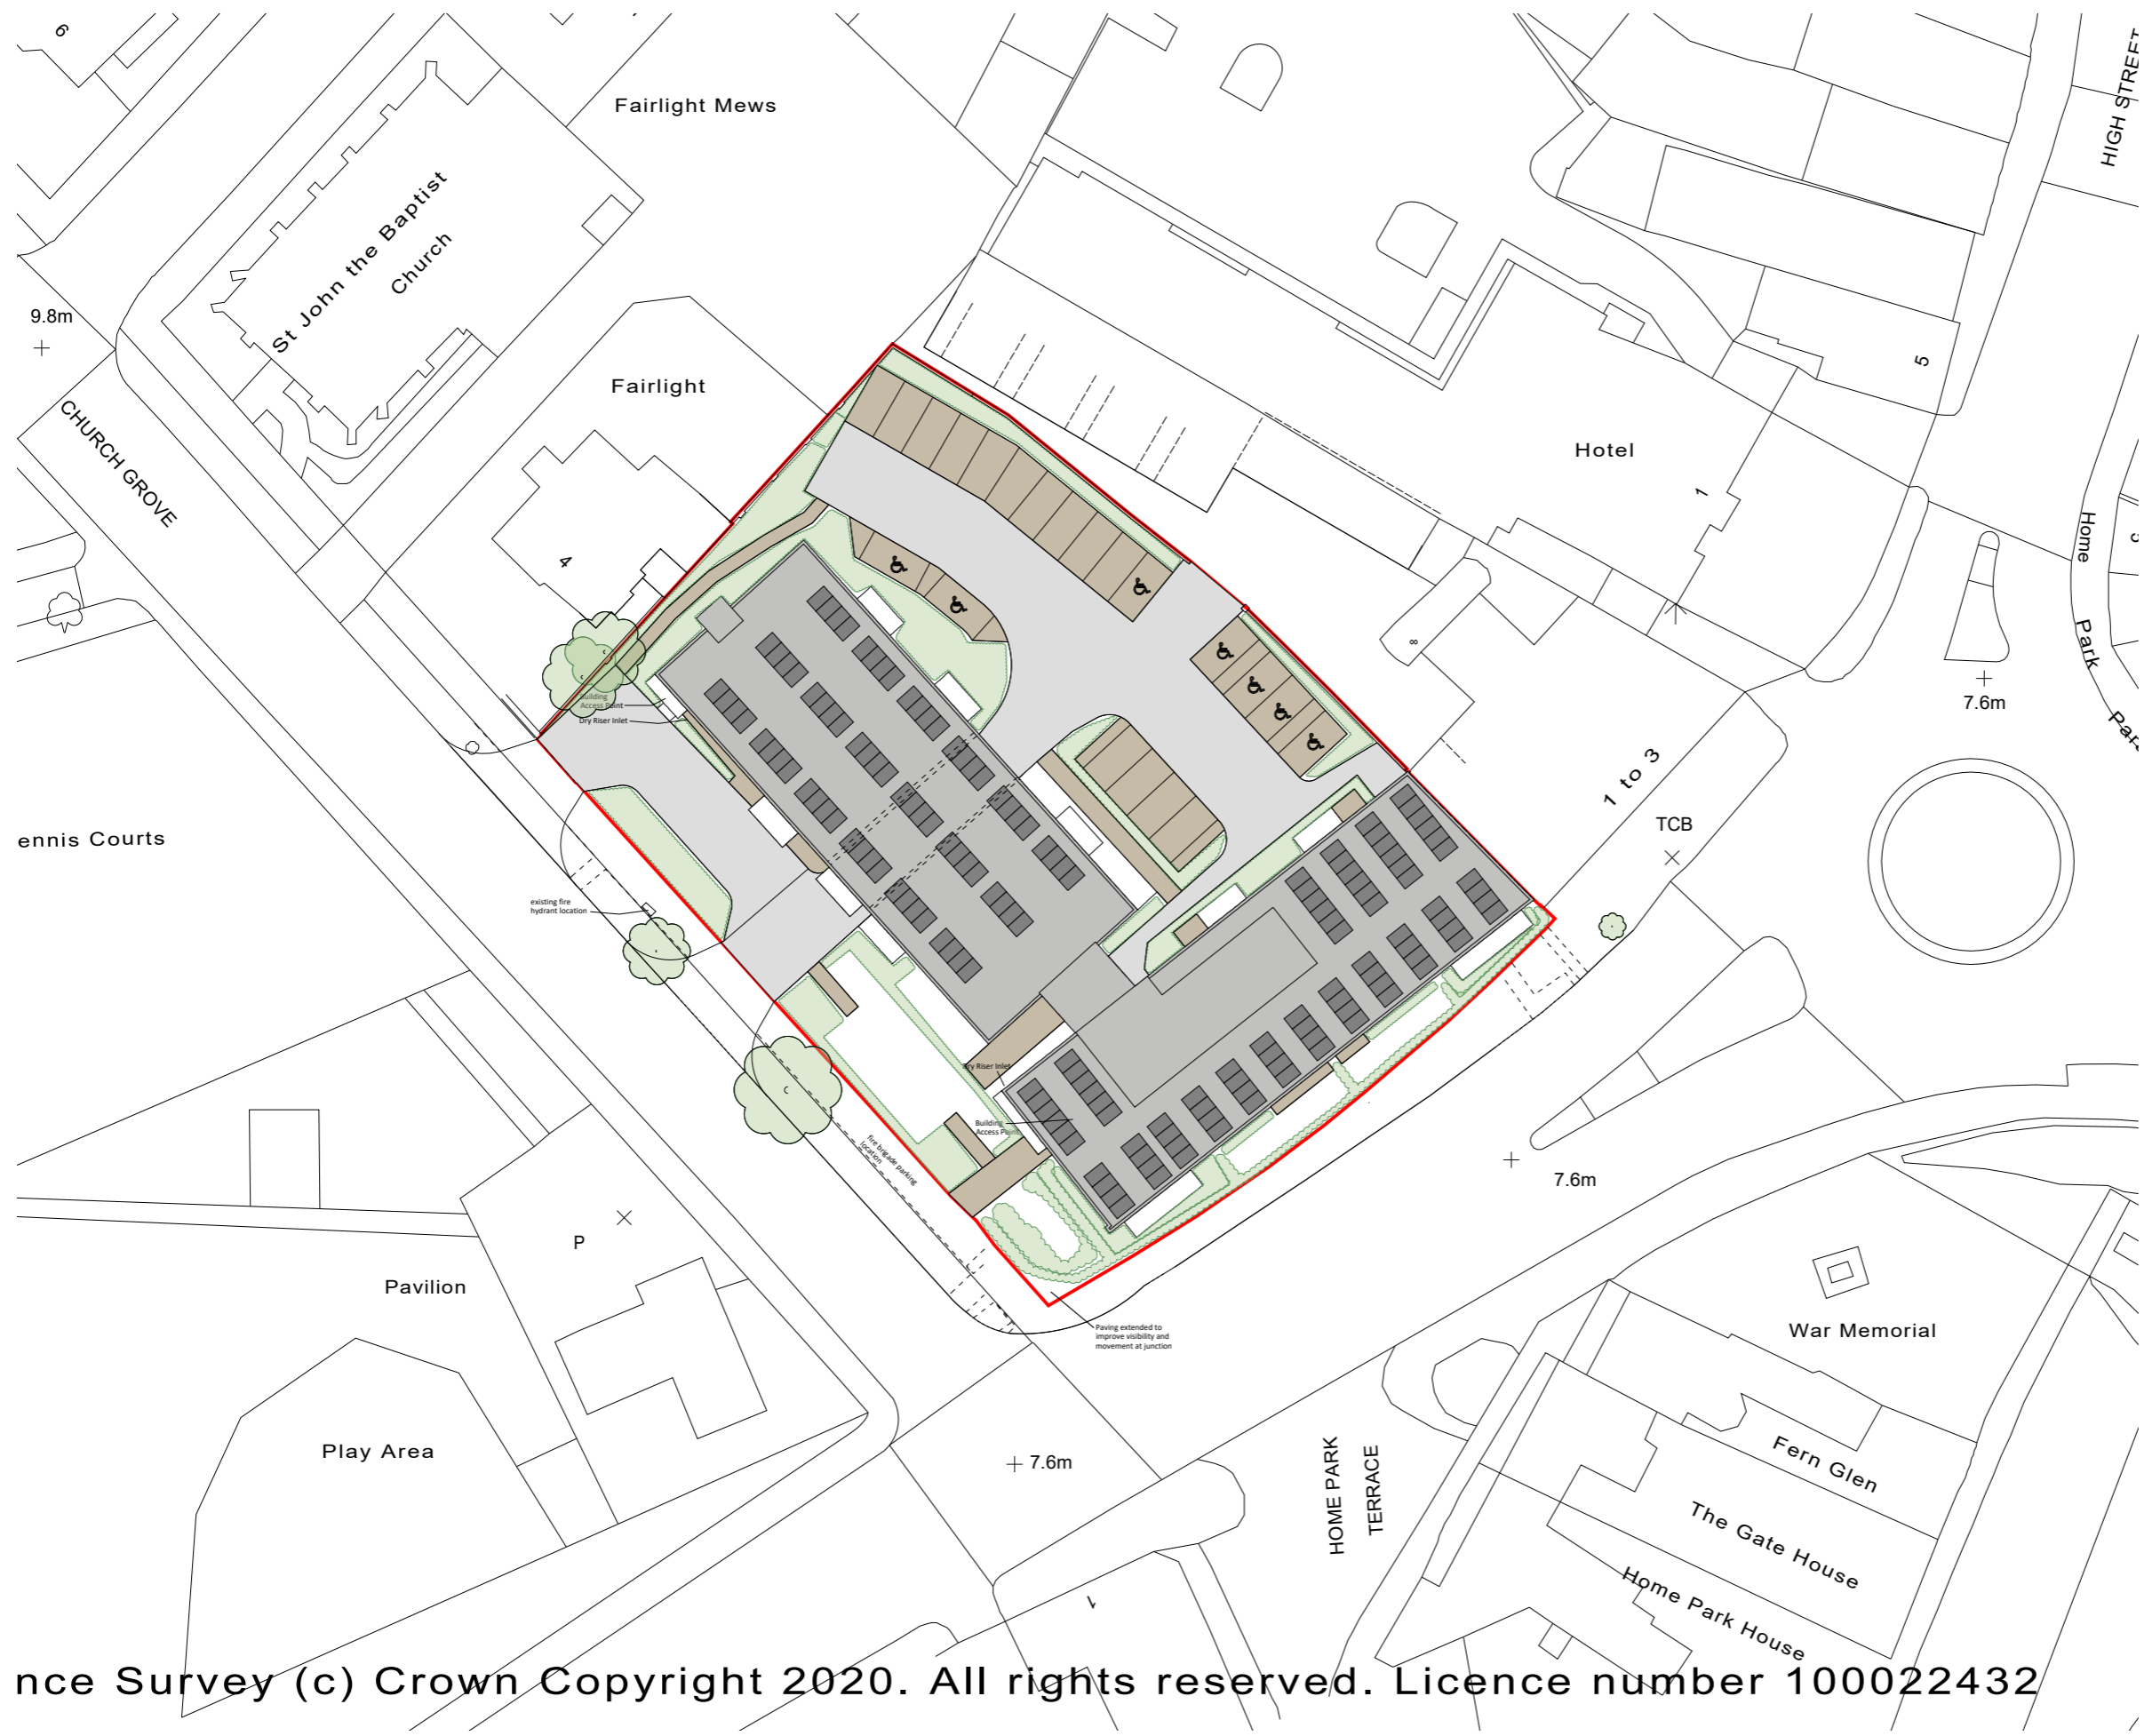 6
Fairlight Mews
HIGH STREET
St John the Baptist
Church
9.8m
CHURCH GROVE
Fairlight
4
Hotel
1
5
8
Home
Park
7.6m
Building
Access Point
Dry Riser Inlet
1 to 3
TCB
ennis Courts
existing fire
hydrant location
Dry Riser Inlet
Building
Access Point
fire brigade parking
location
7.6m
P
Pavilion
Paving extended to
improve visibility and
movement at junction
War Memorial
Play Area
7.6m
HOME PARK
TERRACE
Fern Glen
The Gate House
Home Park House
1
nce Survey (c) Crown Copyright 2020. All rights reserved. Licence number 100022432